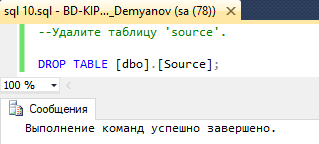 sql 10.sql - BD-KIP..._Demyanov (sa (78))
--Удалите таблицу 'source'.
DROP TABLE [dbo].[Source];
100 %
Сообщения
Выполнение команд успешно завершено.